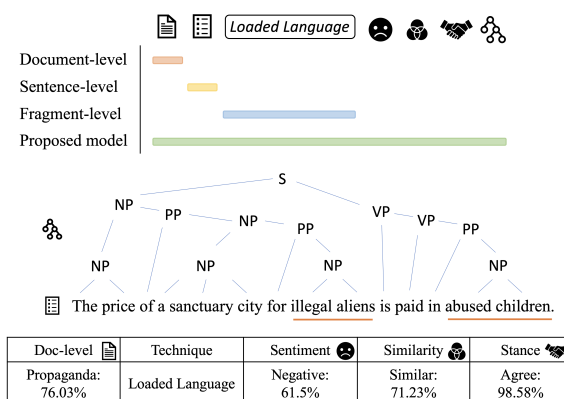 Loaded Language
Document-level
Sentence-level
Fragment-level
Proposed model
S
NP PP NP PP VP VP PP
NP NP NP NP
The price of a sanctuary city for illegal aliens is paid in abused children.
Doc-level Technique Sentiment Similarity Stance
Propaganda: Loaded Language Negative: Similar: Agree:
76.03% 61.5% 71.23% 98.58%